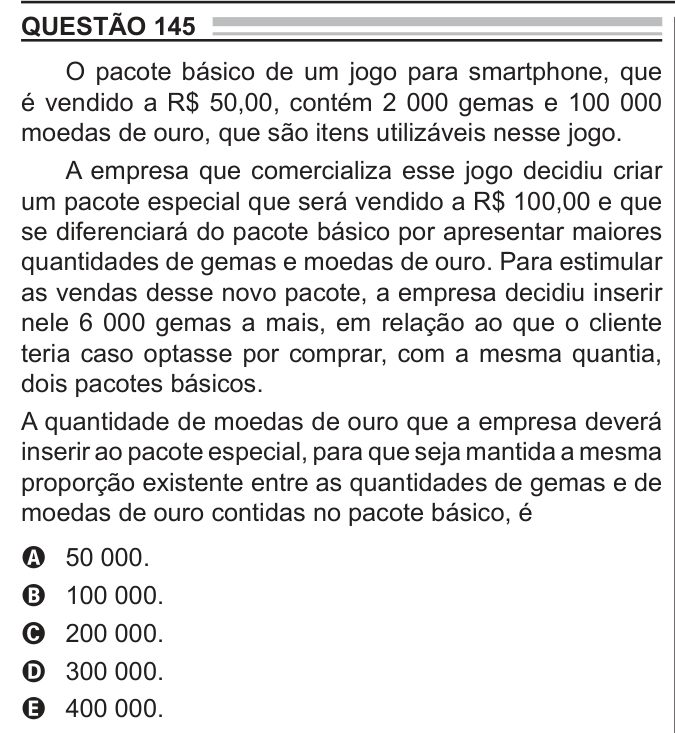 QUESTÃO 145
O pacote básico de um jogo para smartphone, que
é vendido a R$ 50,00, contém 2 000 gemas e 100 000
moedas de ouro, que são itens utilizáveis nesse jogo.
A empresa que comercializa esse jogo decidiu criar
um pacote especial que será vendido a R$ 100,00 e que
se diferenciará do pacote básico por apresentar maiores
quantidades de gemas e moedas de ouro. Para estimular
as vendas desse novo pacote, a empresa decidiu inserir
nele 6 000 gemas a mais, em relação ao que o cliente
teria caso optasse por comprar, com a mesma quantia,
dois pacotes básicos.
A quantidade de moedas de ouro que a empresa deverá
inserir ao pacote especial, para que seja mantida a mesma
proporção existente entre as quantidades de gemas e de
moedas de ouro contidas no pacote básico, é
A 50 000.
B 100 000.
C 200 000.
D 300 000.
E 400 000.